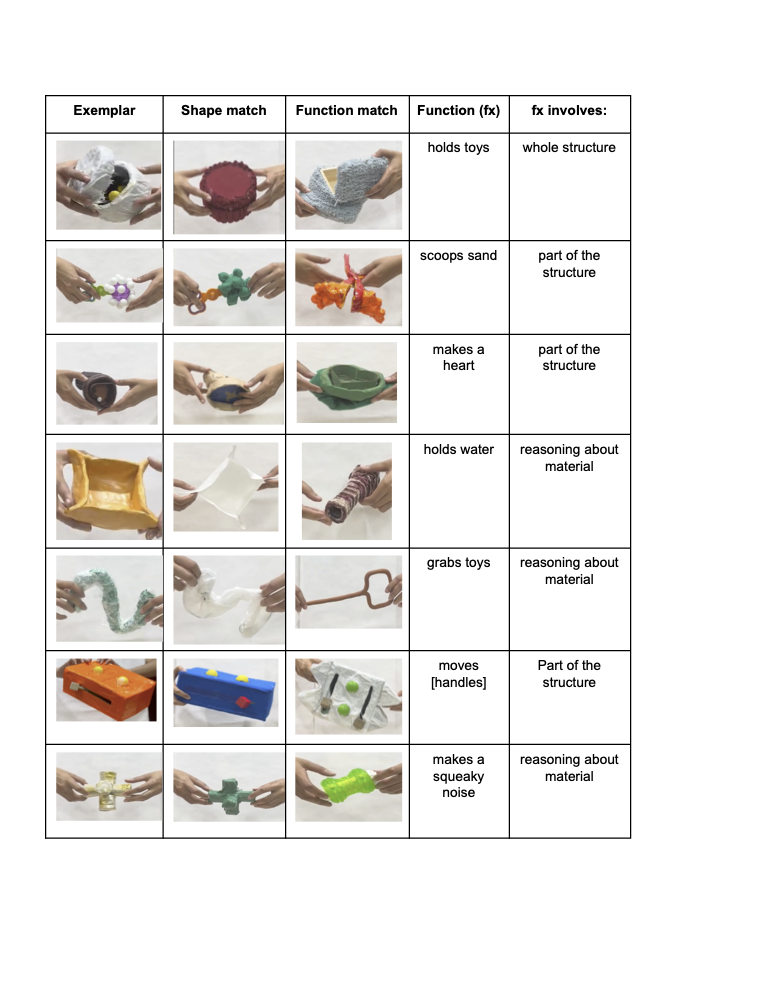 Exemplar
Shape match
Function match
Function (fx)
fx involves:
holds toys
whole structure
scoops sand
part of the
structure
makes a
heart
part of the
structure
holds water
reasoning about
material
grabs toys
reasoning about
material
moves
[handles]
Part of the
structure
makes a
squeaky
noise
reasoning about
material